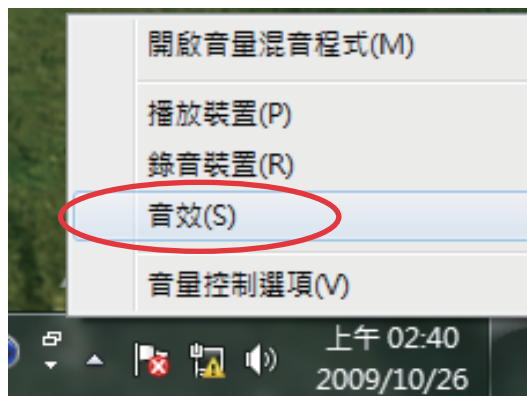 開啟音量混音程式(M)
播放裝置(P)
錄音裝置(R)
音效(S)
音量控制選項(V)
上午 02:40
2009/10/26